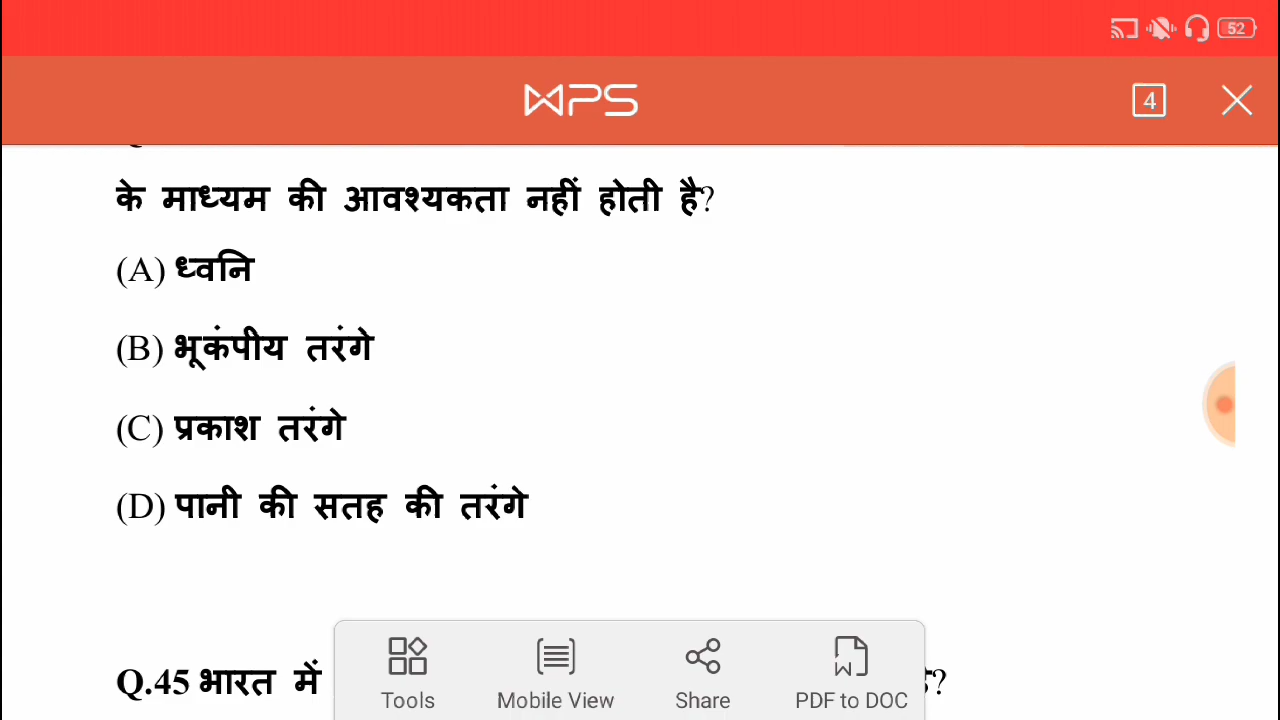 52
WPS
4
के माध्यम की आवश्यकता नहीं होती है?
(A) ध्वनि
(B) भूकंपीय तरंगे
(C) प्रकाश तरंगे
(D) पानी की सतह की तरंगे
Q.45 भारत में
Tools
Mobile View
Share
PDF to DOC